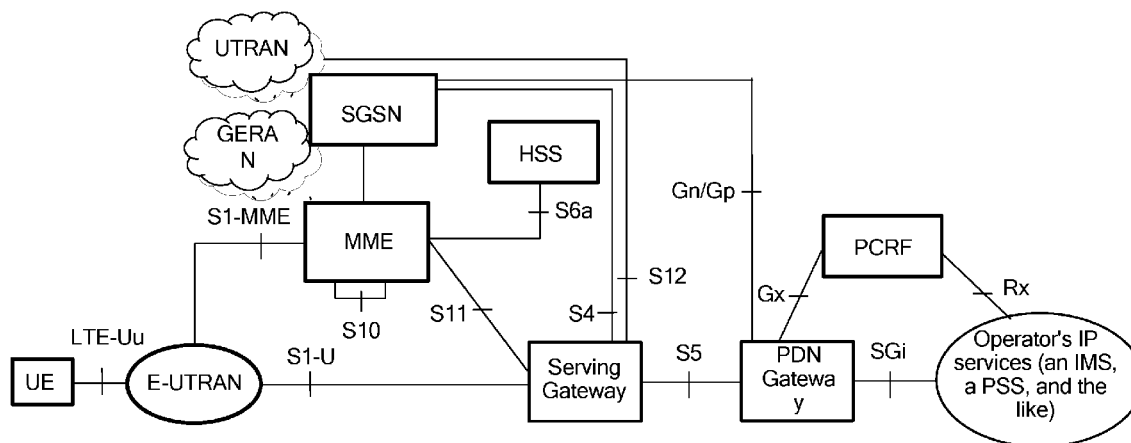 UTRAN
SGSN
GERA
N
HSS
Gn/Gp
S1-MME
S6a
MME
PCRF
S12
Gx
Rx
S10
S11
S4
LTE-Uu
S1-U
S5
SGi
UE
E-UTRAN
Serving
Gateway
PDN
Gatewa
y
Operator's IP
services (an IMS,
a PSS, and the
like)